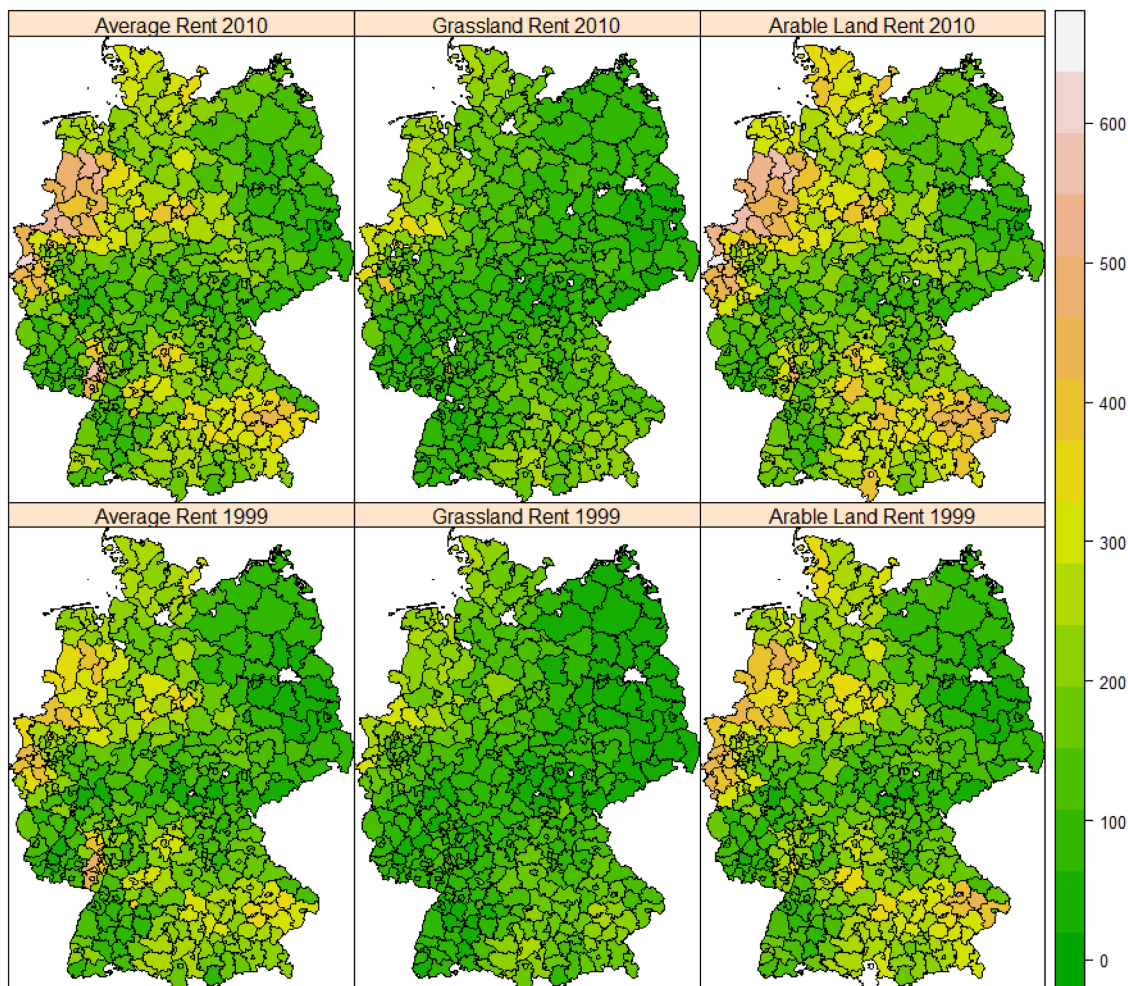 Average Rent 2010
Grassland Rent 2010
Arable Land Rent 2010
Average Rent 1999
Grassland Rent 1999
Arable Land Rent 1999
600
500
400
300
200
100
0